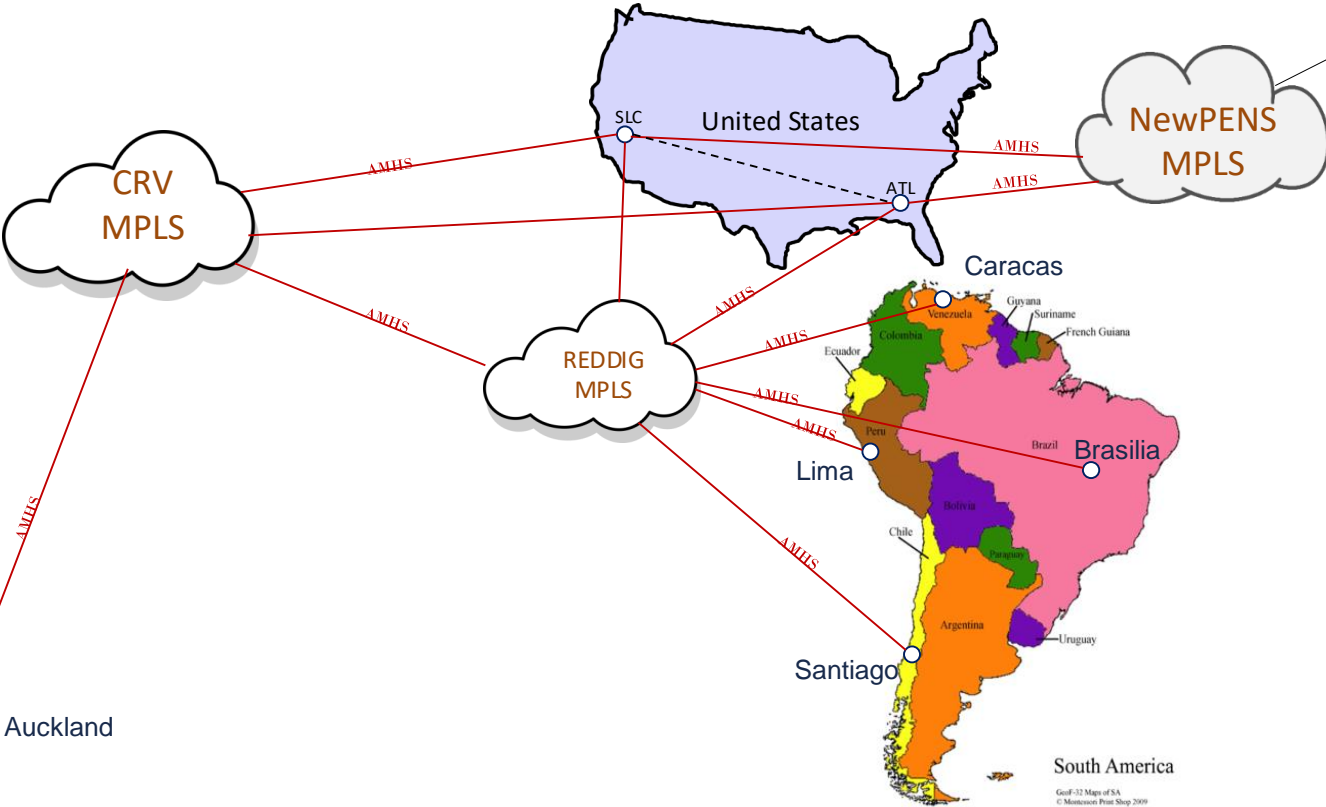 SLC
United States
NewPENS
MPLS
AMHS
AMHS
CRV
MPLS
AMHS
ATL
AMHS
Caracas
AMHS
Guyana
Suriname
Venezuela
French Guiana
Colombia
AMHS
REDDIG
MPLS
Ecuador
AMHS
AMHS
Peru
Brazil
Brasilia
Lima
AMHS
Bolivia
Chile
AMHS
Paraguay
Argentina
Uruguay
Santiago
Auckland
South America
GeoF-32 Maps of SA
© Montessori Print Shop 2009